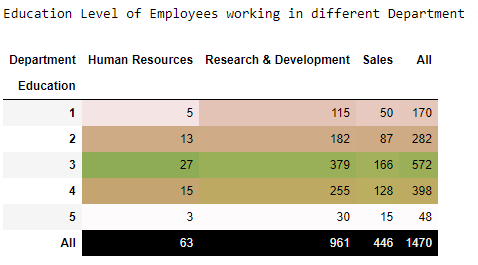 Education Level of Employees working in different Department
Department Human Resources Research & Development Sales All
Education
1 5 115 50 170
2 13 182 87 282
3 27 379 166 572
4 15 255 128 398
5 3 30 15 48
All 63 961 446 1470